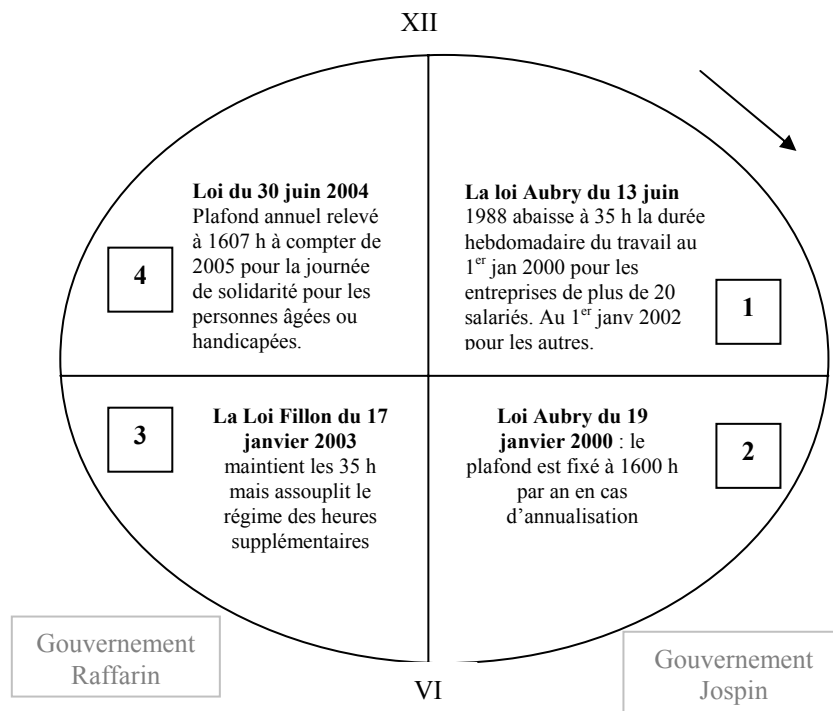 XII
Loi du 30 juin 2004
Plafond annuel relevé
à 1607 h à compter de
2005 pour la journée
de solidarité pour les
personnes âgées ou
handicapées.
4
La loi Aubry du 13 juin
1988 abaisse à 35 h la durée
hebdomadaire du travail au
1er jan 2000 pour les
entreprises de plus de 20
salariés. Au 1er janv 2002
pour les autres.
1
3
La Loi Fillon du 17
janvier 2003
maintient les 35 h
mais assouplit le
régime des heures
supplémentaires
Loi Aubry du 19
janvier 2000 : le
plafond est fixé à 1600 h
par an en cas
d’annualisation
2
Gouvernement
Raffarin
VI
Gouvernement
Jospin